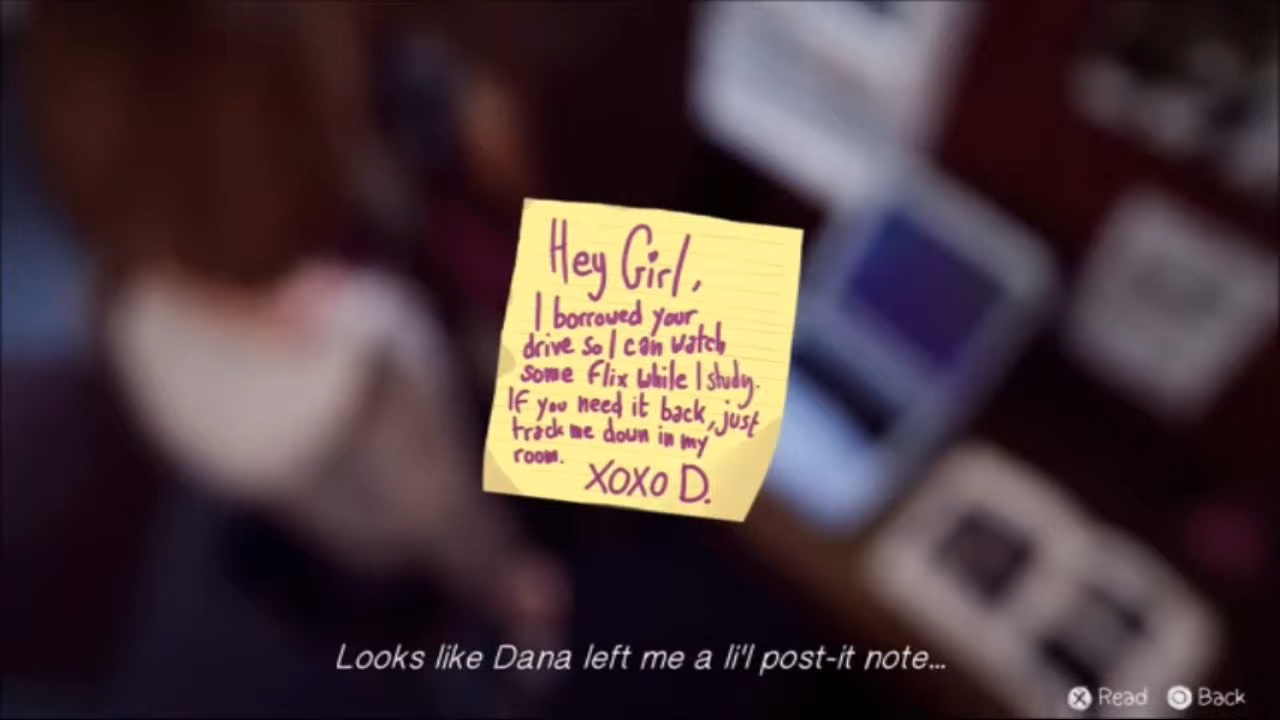 Hey Girl,
I borrowed your
drive so I can watch
some flix while I study.
If you need it back, just
track me down in my
room.
XOXO D.
Looks like Dana left me a li'l post-it note...
X Read O Back